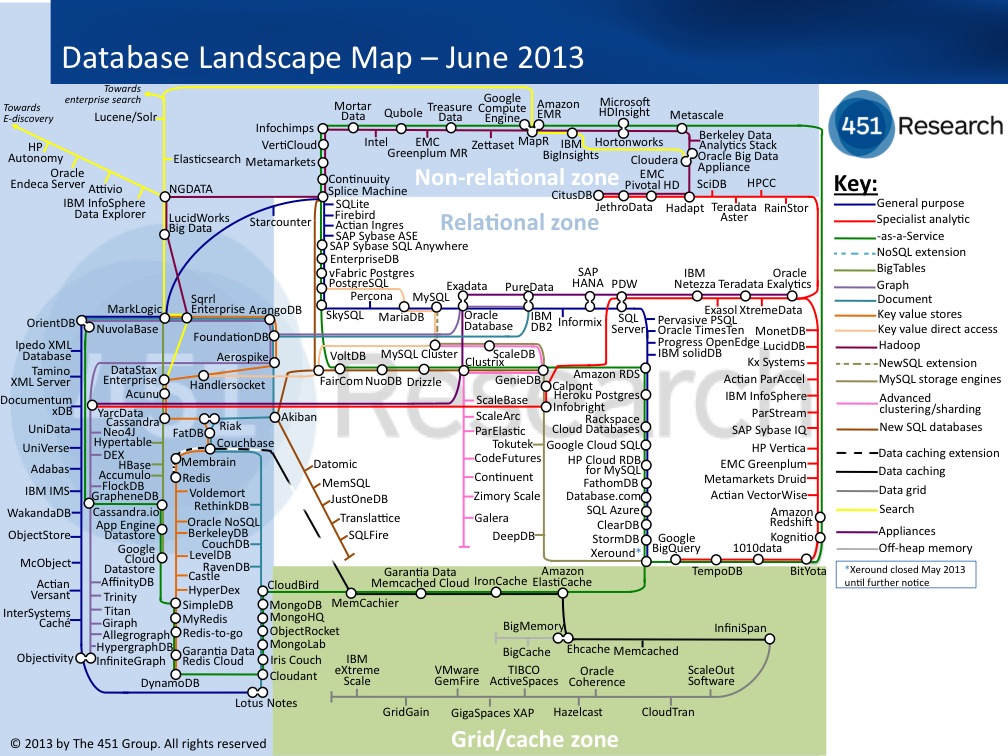 Database Landscape Map – June 2013
451 Research
Towards
enterprise search
Towards
E-discovery
Lucene/Solr
HP
Autonomy
Oracle
Endeca Server
Attivio
IBM InfoSphere
Data Explorer
Elasticsearch
NGDATA
LucidWorks
Big Data
Starcounter
Infochimps
VertiCloud
Metamarkets
Continuity
Splice Machine
Mortar
Data
Qubole
Treasure
Data
Google
Compute
Engine
Amazon
EMR
Microsoft
HDInsight
Metascale
Intel
EMC
Greenplum MR
Zettaset
MapR
IBM
BigInsights
Hortonworks
Berkeley Data
Analytics Stack
Oracle Big Data
Appliance
Cloudera
Non-relational zone
EMC
Pivotal HD
SciDB
HPCC
CitusDB
JethroData
Hadapt
Teradata
Aster
RainStor
Relational zone
SQLite
Firebird
Actian Ingres
SAP Sybase ASE
SAP Sybase SQL Anywhere
EnterpriseDB
vFabric Postgres
PostgreSQL
Percona
MySQL
Exadata
PureData
SAP
HANA
PDW
IBM
Netezza
Teradata
Oracle
Exalytics
SkySQL
MariaDB
Oracle
Database
IBM
DB2
Informix
SQL
Server
Exasol
XtremeData
Pervasive PSQL
Oracle TimesTen
Progress OpenEdge
IBM solidDB
MonetDB
LucidDB
Kx Systems
Actian ParAccel
IBM InfoSphere
ParStream
SAP Sybase IQ
HP Vertica
EMC Greenplum
Metamarkets Druid
Actian VectorWise
Amazon
Redshift
Kognitio
MarkLogic
Sqrrl
Enterprise
ArangoDB
OrientDB
NuvolaBase
FoundationDB
Ipedo XML
Database
Tamino
XML Server
Documentum
xDB
UniData
UniVerse
Adabas
IBM IMS
WakandaDB
ObjectStore
McObject
Actian
Versant
InterSystems
Caché
Objectivity
Aerospike
DataStax
Enterprise
Handlersocket
Acunu
YarcData
Cassandra
Neo4J
Hypertable
DEX
HBase
Accumulo
FlockDB
GrapheneDB
Cassandra.io
App Engine
Datastore
Google
Cloud
Datastore
AffinityDB
Trinity
Titan
Giraph
Allegrograph
HypergraphDB
InfiniteGraph
Riak
FatDB
Couchbase
Akiban
Membrain
Redis
Voldemort
RethinkDB
Oracle NoSQL
BerkeleyDB
CouchDB
LevelDB
RavenDB
Castle
HyperDex
SimpleDB
MyRedis
Redis-to-go
Garantia Data
Redis Cloud
DynamoDB
CloudBird
MongoDB
MongoHQ
ObjectRocket
MongoLab
Iris Couch
Cloudant
Lotus Notes
VoltDB
MySQL Cluster
ScaleDB
Clustrix
FairCom
NuoDB
Drizzle
GenieDB
ScaleBase
ScaleArc
ParElastic
Tokutek
CodeFutures
Continuent
Zimory Scale
Galera
DeepDB
Datomic
MemSQL
JustOneDB
Translattice
SQLFire
Amazon RDS
Calpont
Heroku Postgres
Infobright
Rackspace
Cloud Databases
Google Cloud SQL
HP Cloud RDB
for MySQL
FathomDB
Database.com
SQL Azure
ClearDB
StormDB
Xeround*
Google
BigQuery
TempoDB
1010data
BitYota
Garantia Data
Memcached Cloud
IronCache
Amazon
ElastiCache
MemCachier
BigMemory
BigCache
Ehcache
Memcached
InfiniSpan
IBM
eXtreme
Scale
VMware
GemFire
TIBCO
ActiveSpaces
Oracle
Coherence
ScaleOut
Software
GridGain
GigaSpaces XAP
Hazelcast
CloudTran
Grid/cache zone
Key:
General purpose
Specialist analytic
-as-a-Service
NoSQL extension
BigTables
Graph
Document
Key value stores
Key value direct access
Hadoop
NewSQL extension
MySQL storage engines
Advanced
clustering/sharding
New SQL databases
Data caching extension
Data caching
Data grid
Search
Appliances
Off-heap memory
*Xeround closed May 2013
until further notice
451 Research
© 2013 by The 451 Group. All rights reserved